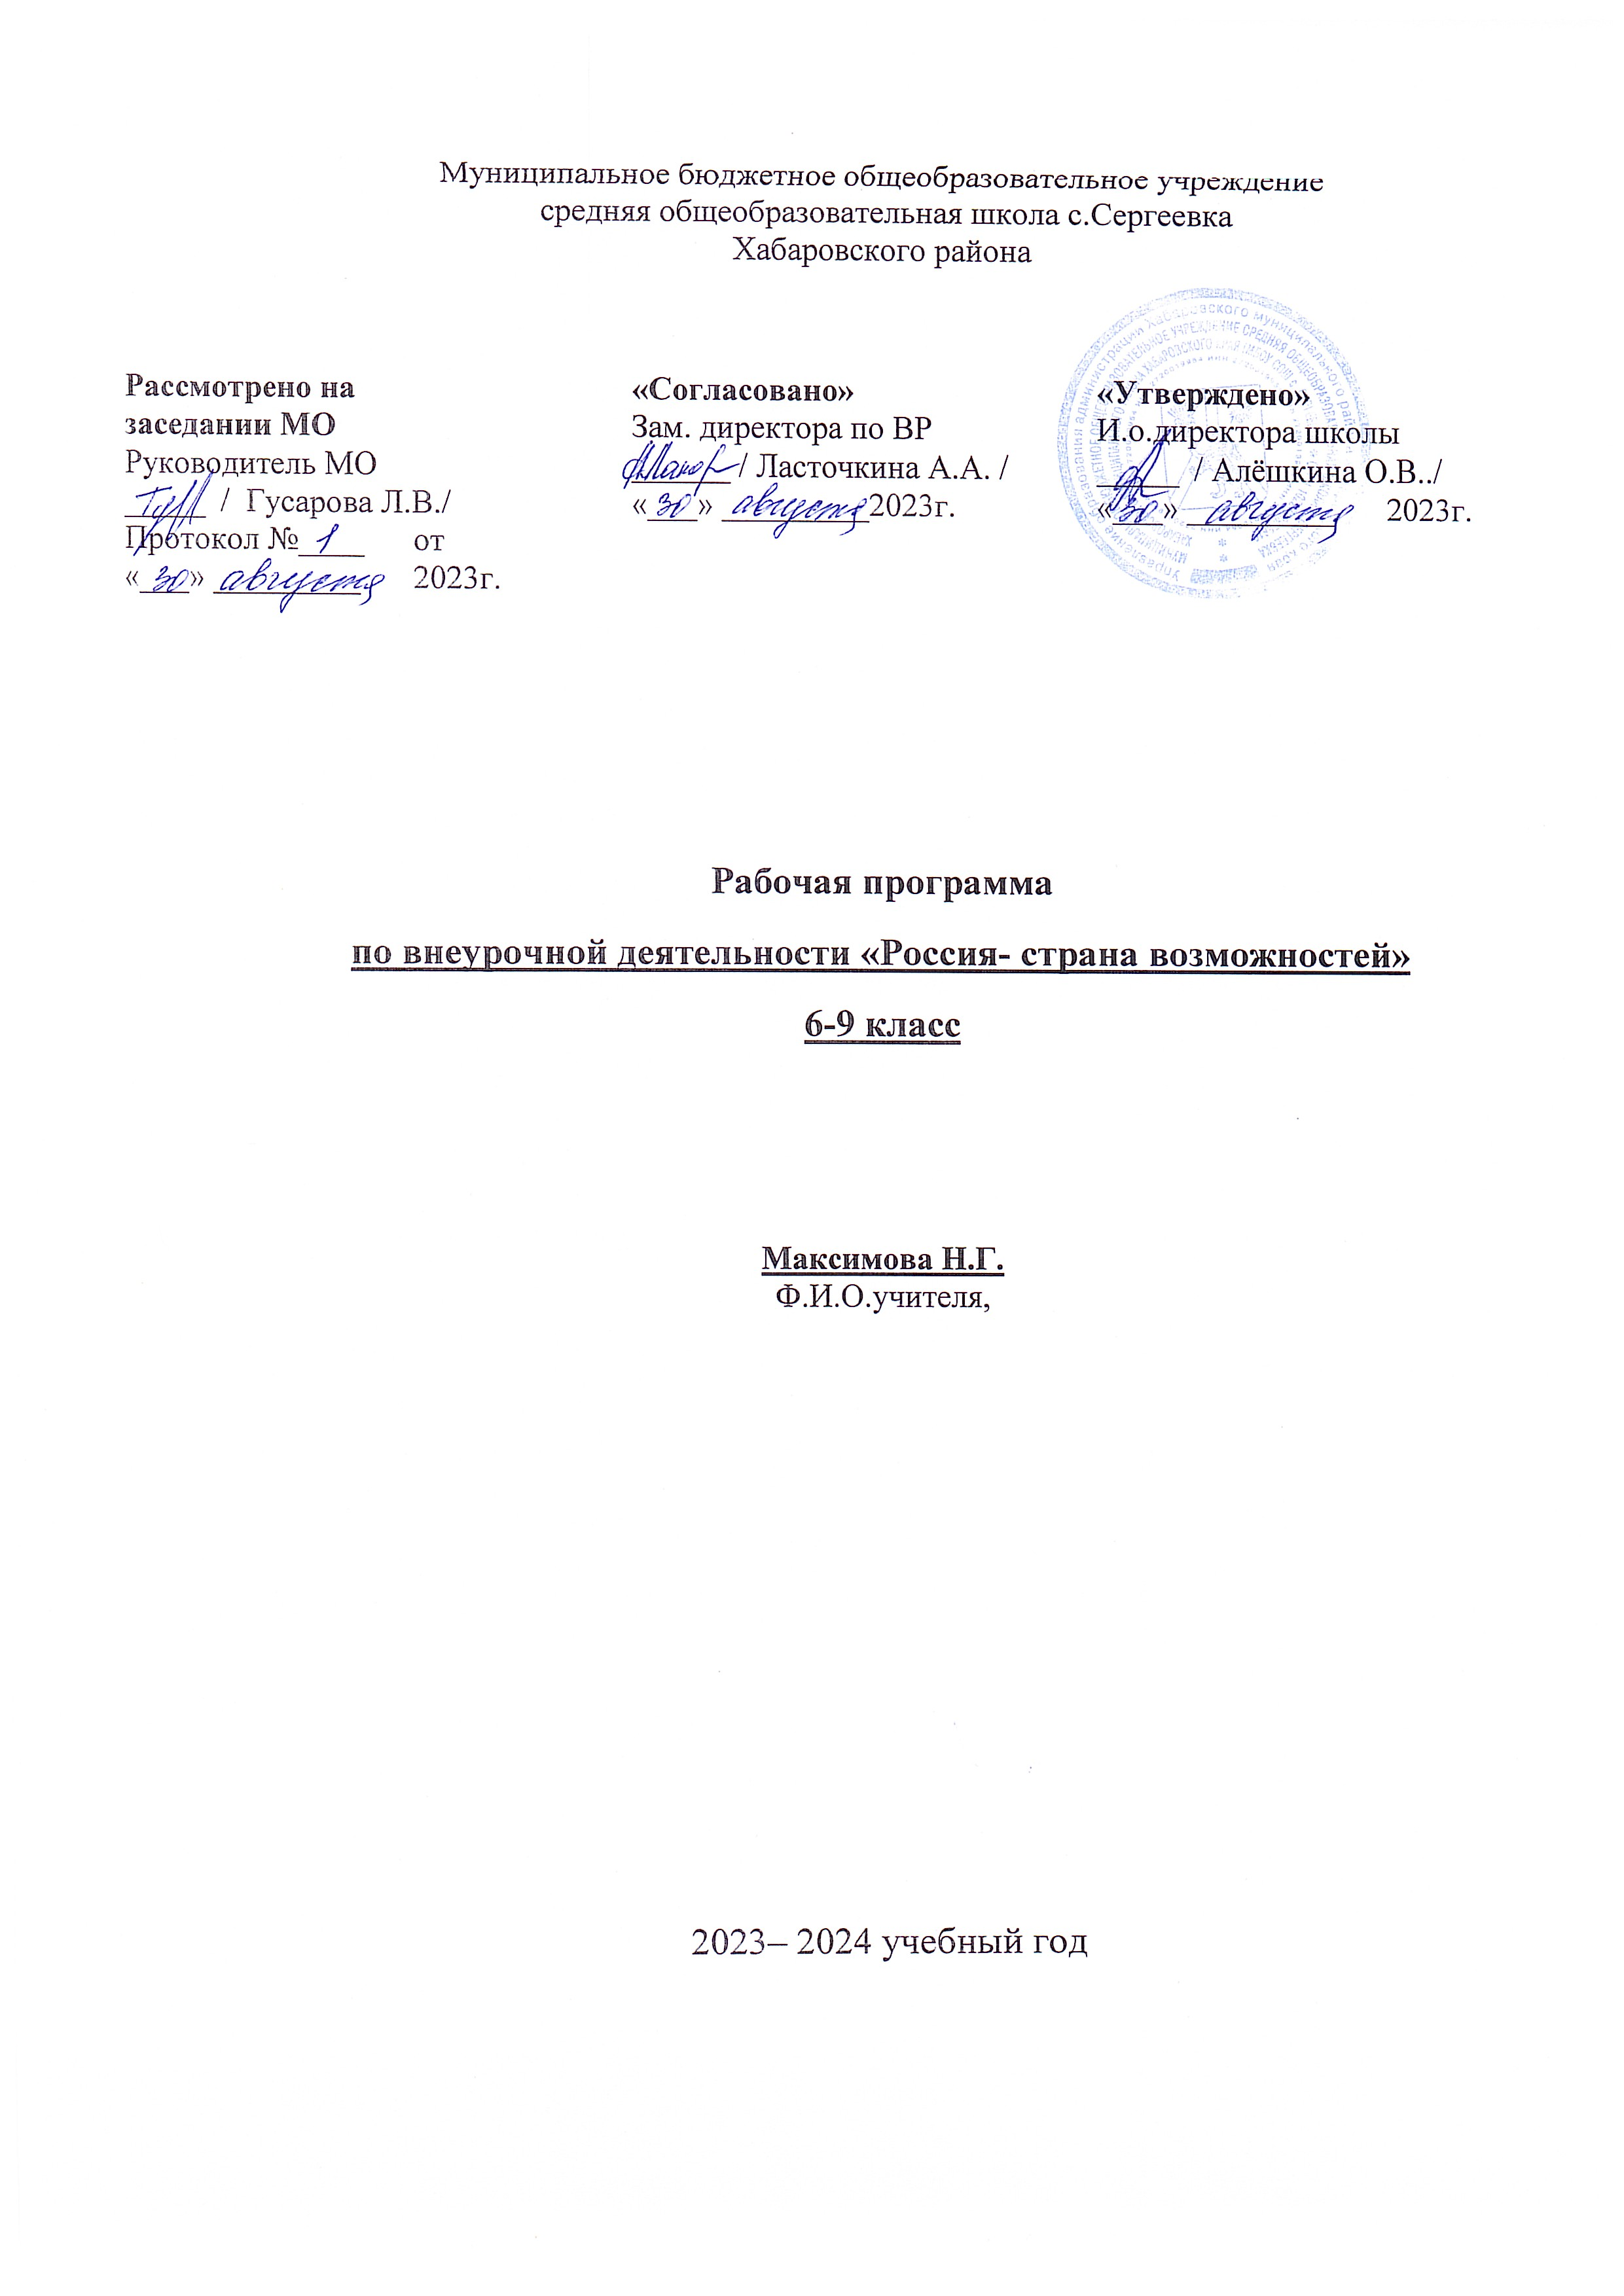 Муниципальное бюджетное общеобразовательное учреждение
средняя общеобразовательная школа с.Сергеевка
Хабаровского района
Рассмотрено на
заседании МО
Руководитель МО
______ / Гусарова Л.В./
Протокол № 1 от
« 30 » августа 2023г.
«Согласовано»
Зам. директора по ВР
______ / Ласточкина А.А. /
« 30 » августа 2023г.
«Утверждено»
И.о.директора школы
______ / Алёшкина О.В../
« 30 » августа 2023г.
Рабочая программа
по внеурочной деятельности «Россия- страна возможностей»
6-9 класс
Максимова Н.Г.
Ф.И.О.учителя,
2023– 2024 учебный год